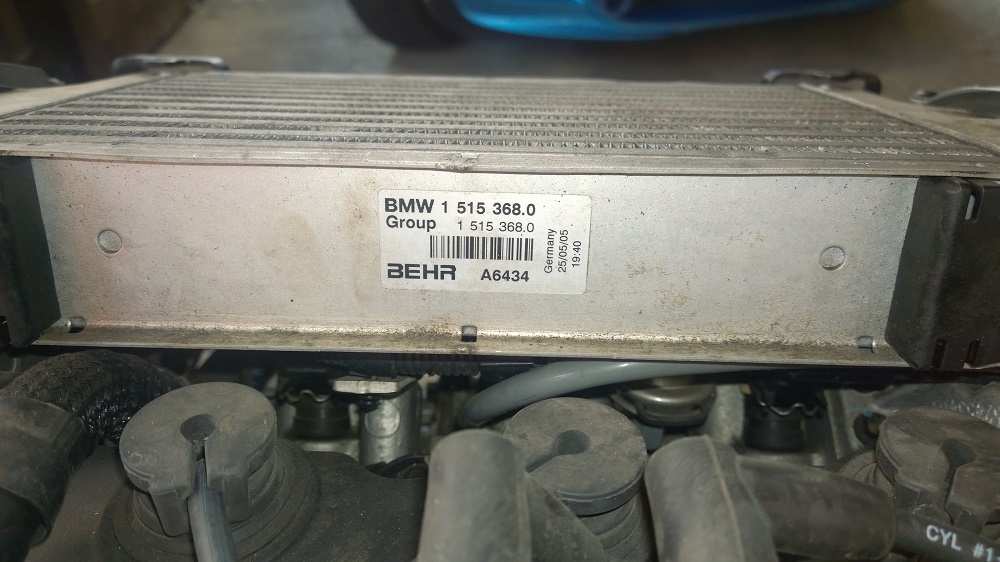 BMW 1 515 368.0
Group 1 515 368.0
BEHR A6434
Germany
25/05/05
19:40
CYL #1